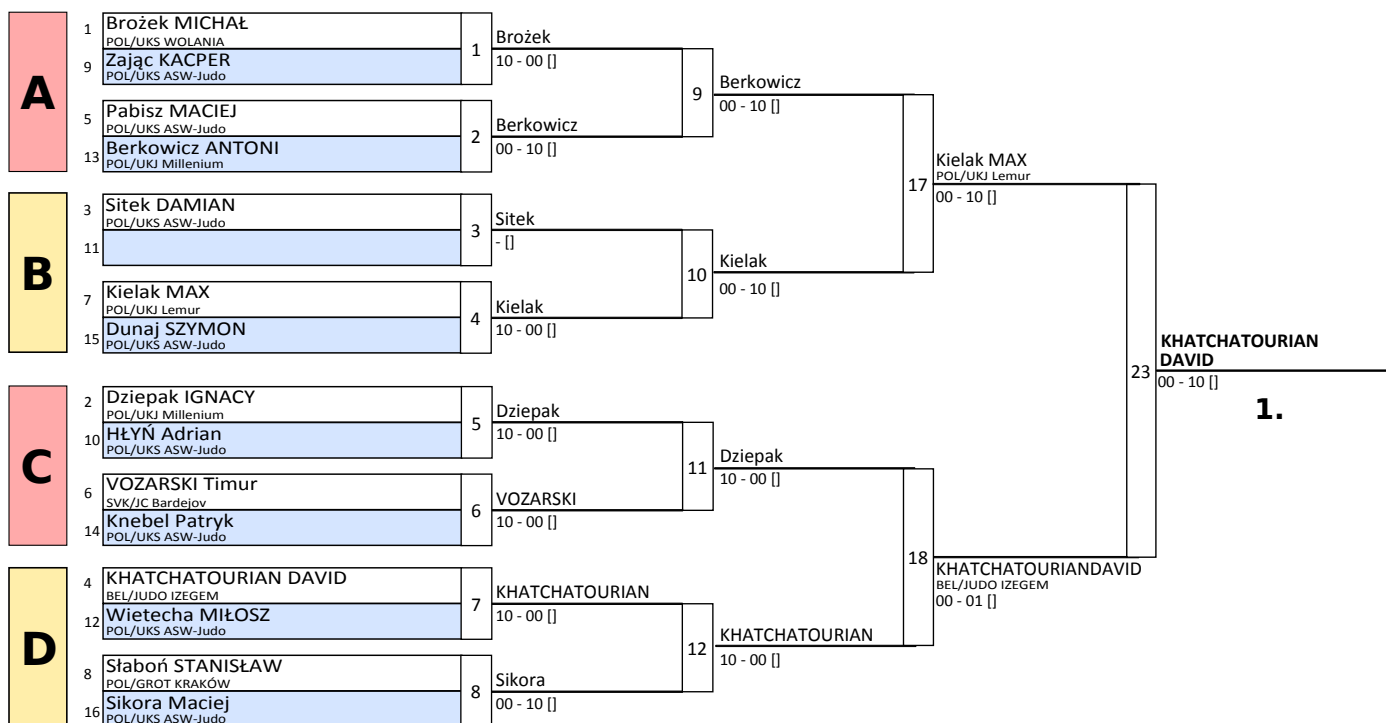 A
1
Brożek MICHAŁ
POL/UKS WOLANIA
9
Zając KACPER
POL/UKS ASW-Judo
1
Brożek
10 - 00 []
5
Pabisz MACIEJ
POL/UKS ASW-Judo
13
Berkowicz ANTONI
POL/UKJ Millenium
2
Berkowicz
00 - 10 []
9
Berkowicz
00 - 10 []
B
3
Sitek DAMIAN
POL/UKS ASW-Judo
11
3
Sitek
- []
7
Kielak MAX
POL/UKJ Lemur
15
Dunaj SZYMON
POL/UKS ASW-Judo
4
Kielak
10 - 00 []
10
Kielak
00 - 10 []
17
Kielak MAX
POL/UKJ Lemur
00 - 10 []
C
2
Dziepak IGNACY
POL/UKJ Millenium
10
HŁYŃ Adrian
POL/UKS ASW-Judo
5
Dziepak
10 - 00 []
6
VOZARSKI Timur
SVK/JC Bardejov
14
Knebel Patryk
POL/UKS ASW-Judo
6
VOZARSKI
10 - 00 []
11
Dziepak
10 - 00 []
D
4
KHATCHATOURIAN DAVID
BEL/JUDO IZEGEM
12
Wietecha MIŁOSZ
POL/UKS ASW-Judo
7
KHATCHATOURIAN
10 - 00 []
8
Słaboń STANISŁAW
POL/GROT KRAKÓW
16
Sikora Maciej
POL/UKS ASW-Judo
8
Sikora
00 - 10 []
12
KHATCHATOURIAN
10 - 00 []
18
KHATCHATOURIANDAVID
BEL/JUDO IZEGEM
00 - 01 []
23
KHATCHATOURIAN
DAVID
00 - 10 []
1.